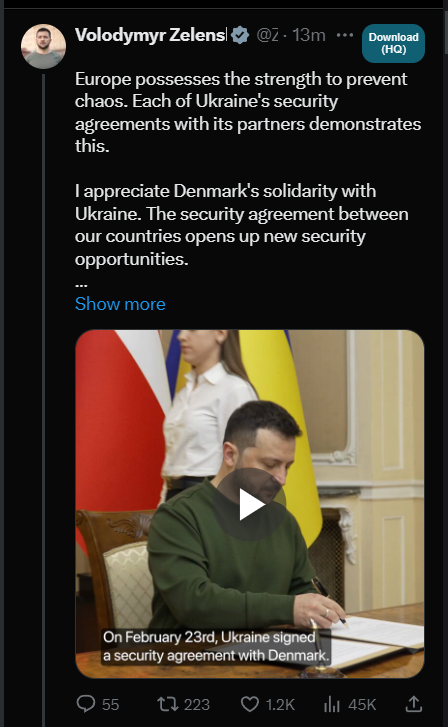 Volodymyr Zelens @Z · 13m ...
Download
(HQ)
Europe possesses the strength to prevent
chaos. Each of Ukraine's security
agreements with its partners demonstrates
this.
I appreciate Denmark's solidarity with
Ukraine. The security agreement between
our countries opens up new security
opportunities.
...
Show more
On February 23rd, Ukraine signed
a security agreement with Denmark.
55 223 1.2K 45K